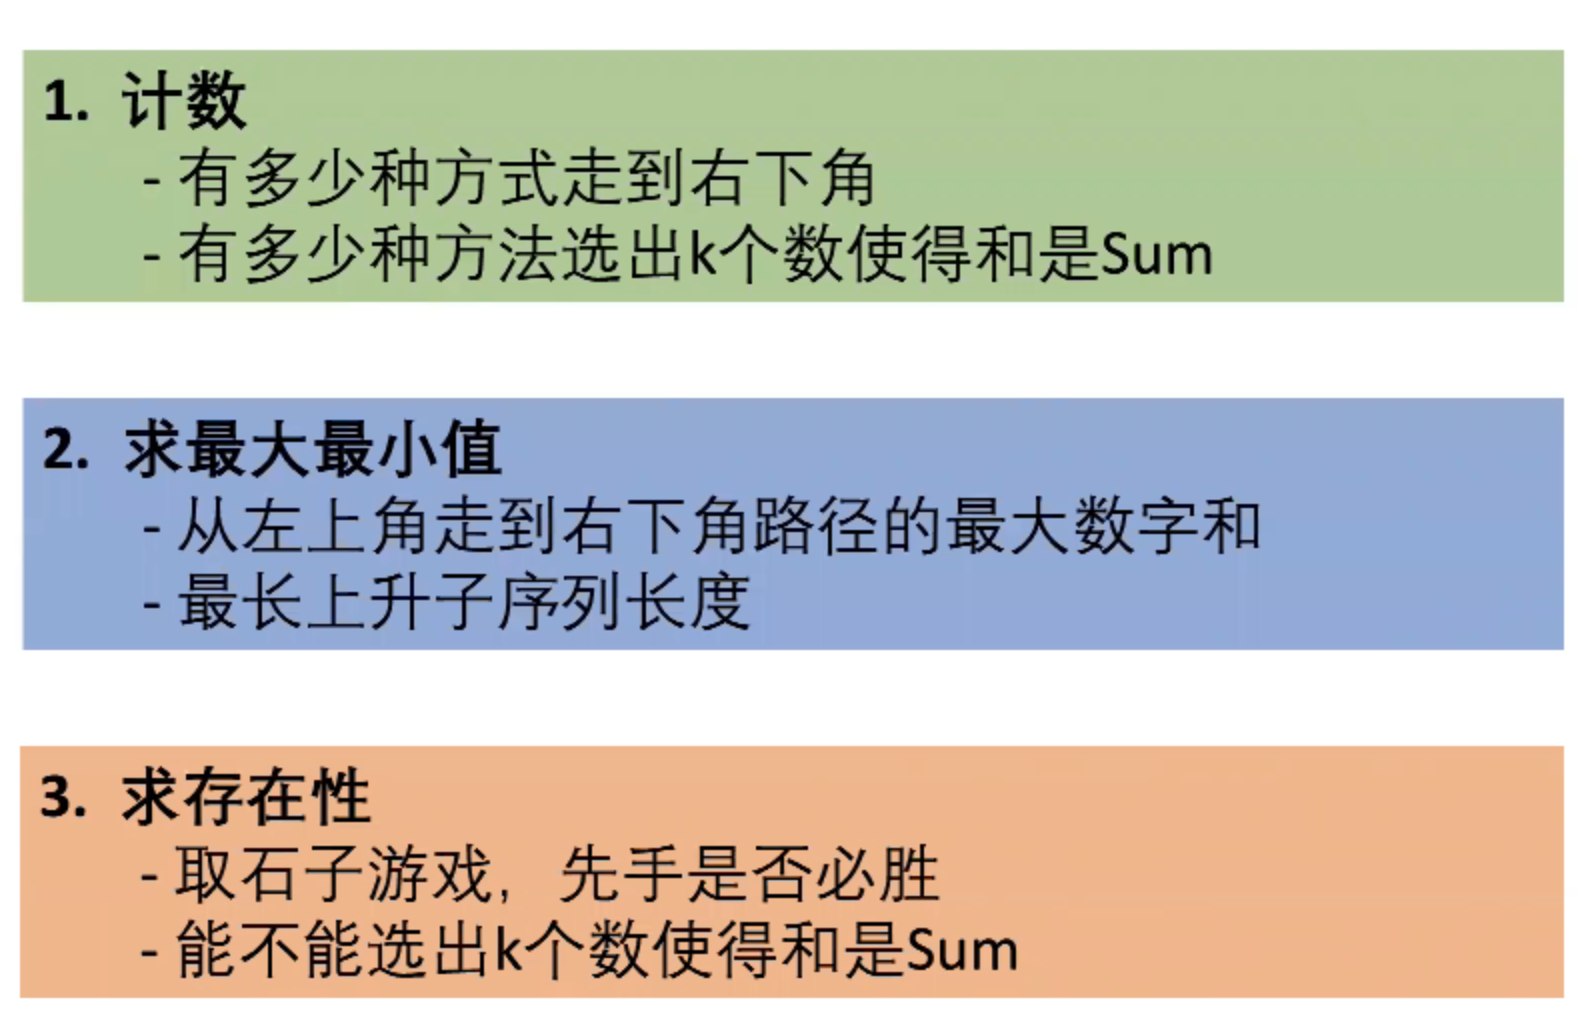 1. 计数
- 有多少种方式走到右下角
- 有多少种方法选出k个数使得和是Sum
2. 求最大最小值
- 从左上角走到右下角路径的最大数字和
- 最长上升子序列长度
3. 求存在性
- 取石子游戏，先手是否必胜
- 能不能选出k个数使得和是Sum